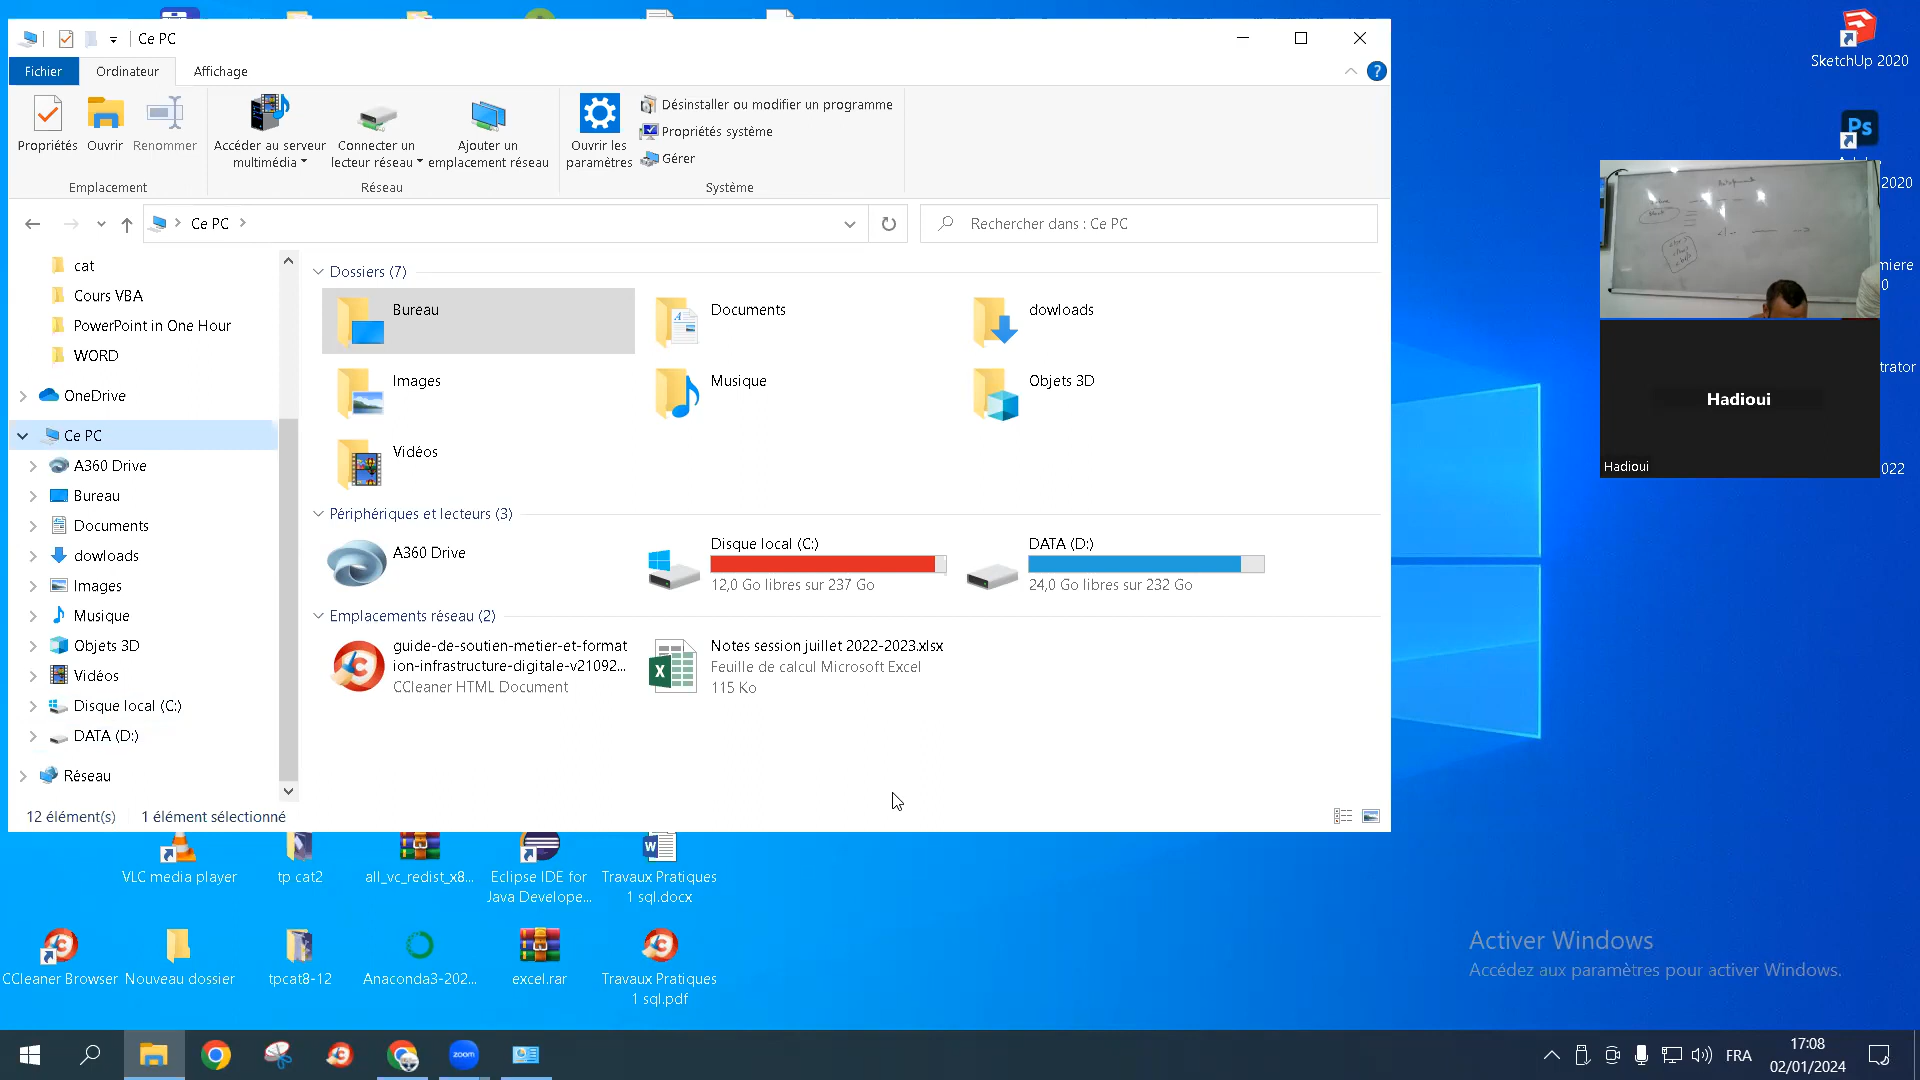 Ce PC
Fichier
Ordinateur
Affichage
Propriétés
Ouvrir
Renommer
Accéder au serveur
multimédia
Connecter un
lecteur réseau
Ajouter un
emplacement réseau
Ouvrir les
paramètres
Désinstaller ou modifier un programme
Propriétés système
Gérer
Emplacement
Réseau
Système
Ce PC
Rechercher dans : Ce PC
cat
Cours VBA
PowerPoint in One Hour
WORD
OneDrive
Ce PC
A360 Drive
Bureau
Documents
dowloads
Images
Musique
Objets 3D
Vidéos
Disque local (C:)
DATA (D:)
Réseau
Dossiers (7)
Bureau
Documents
dowloads
Images
Musique
Objets 3D
Vidéos
Périphériques et lecteurs (3)
A360 Drive
Disque local (C:)
12,0 Go libres sur 237 Go
DATA (D:)
24,0 Go libres sur 232 Go
Emplacements réseau (2)
guide-de-soutien-metier-et-format
ion-infrastructure-digitale-v21092...
CCleaner HTML Document
Notes session juillet 2022-2023.xlsx
Feuille de calcul Microsoft Excel
115 Ko
12 élément(s)
1 élément sélectionné
SketchUp 2020
Ps
2020
miere
0
trator
022
Hadioui
Hadioui
VLC media player
tp cat2
all_vc_redist_x8...
Eclipse IDE for
Java Develope...
Travaux Pratiques
1 sql.docx
CCleaner Browser
Nouveau dossier
tpcat8-12
Anaconda3-202...
excel.rar
Travaux Pratiques
1 sql.pdf
Activer Windows
Accédez aux paramètres pour activer Windows.
zoom
FRA
17:08
02/01/2024